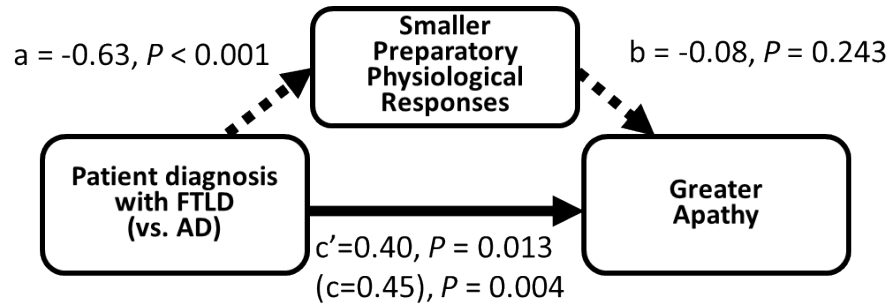 a = -0.63, P < 0.001
Smaller
Preparatory
Physiological
Responses
b = -0.08, P = 0.243
Patient diagnosis
with FTLD
(vs. AD)
Greater
Apathy
c’=0.40, P = 0.013
(c=0.45), P = 0.004